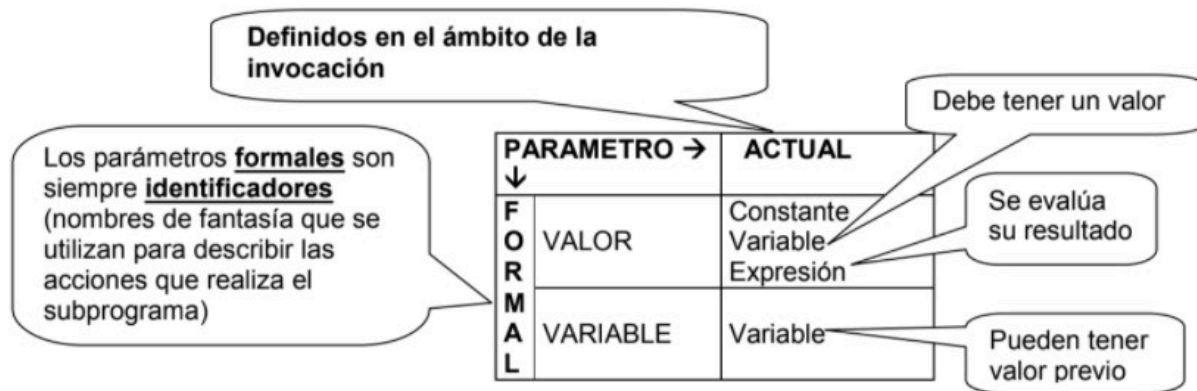 Definidos en el ámbito de la
invocación
Debe tener un valor
Los parámetros formales son
siempre identificadores
(nombres de fantasía que se
utilizan para describir las
acciones que realiza el
subprograma)
PARAMETRO → ACTUAL
↓
FORMAL
VALOR
Constante
Variable
Expresión
Se evalúa
su resultado
VARIABLE
Variable
Pueden tener
valor previo